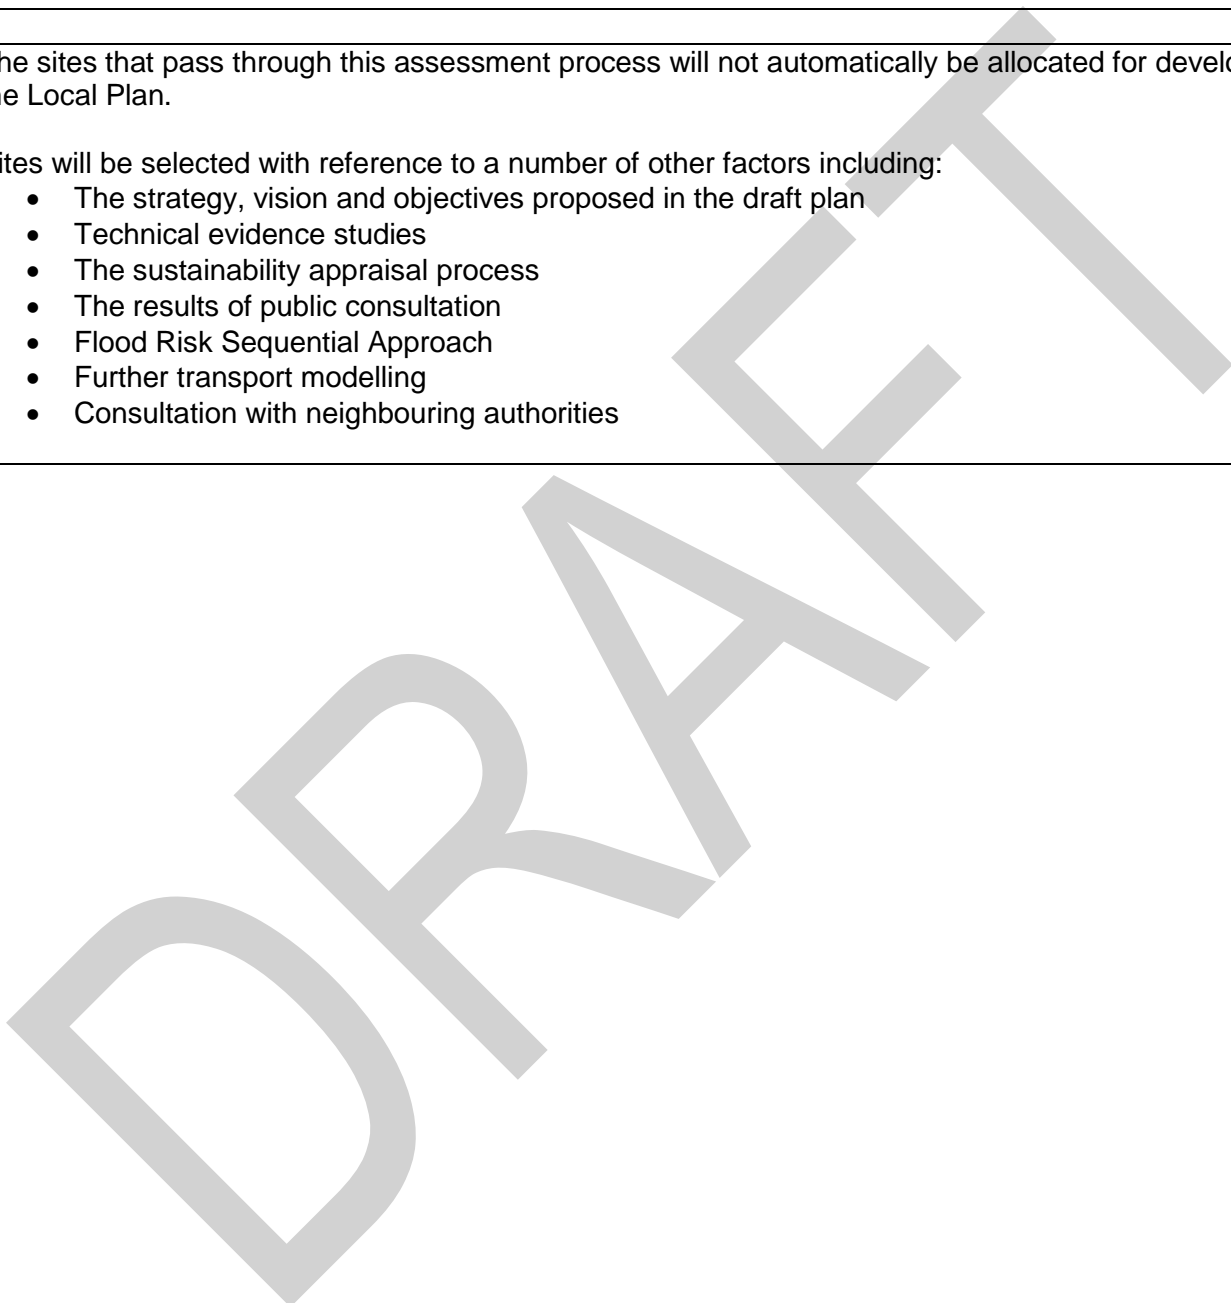 he sites that pass through this assessment process will not automatically be allocated for develo
ne Local Plan.
ites will be selected with reference to a number of other factors including:
• The strategy, vision and objectives proposed in the draft plan
• Technical evidence studies
• The sustainability appraisal process
• The results of public consultation
• Flood Risk Sequential Approach
• Further transport modelling
• Consultation with neighbouring authorities
DRAFT